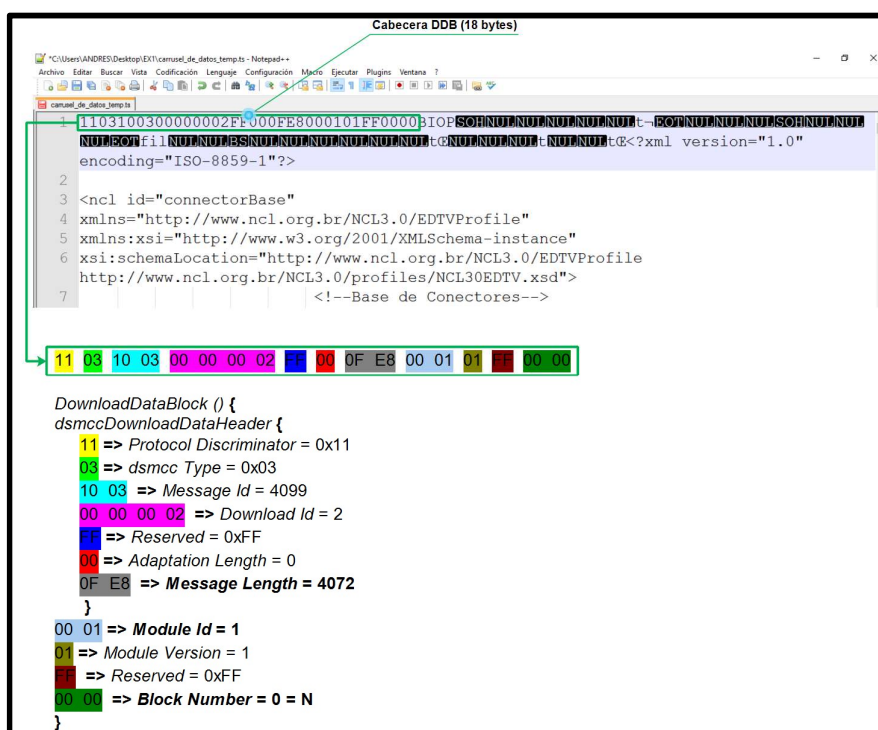 Cabecera DDB (18 bytes)
*C:\Users\ANDRES\Desktop\EX1\carrusel_de_datos_temp.ts - Notepad++
Archivo Editar Buscar Vista Codificación Lenguaje Configuración Macro Ejecutar Plugins Ventana ?
carrusel_de_datos_temp.ts
1 1103100300000002FF000FE8000101FF0000BIOPSOHNULNULNULNULNULNULt¬EOTNULNULNULSOHNULNUL
NULEOTfilNULNULBSNULNULNULNULNULNULNULtŒNULNULNULtNULNULtŒ<?xml version="1.0"
encoding="ISO-8859-1"?>
2
3 <ncl id="connectorBase"
4 xmlns="http://www.ncl.org.br/NCL3.0/EDTVProfile"
5 xmlns:xsi="http://www.w3.org/2001/XMLSchema-instance"
6 xsi:schemaLocation="http://www.ncl.org.br/NCL3.0/EDTVProfile
http://www.ncl.org.br/NCL3.0/profiles/NCL30EDTV.xsd">
7 <!--Base de Conectores-->
11 03 10 03 00 00 00 02 FF 00 0F E8 00 01 01 FF 00 00
DownloadDataBlock () {
dsmccDownloadDataHeader {
11 => Protocol Discriminator = 0x11
03 => dsmcc Type = 0x03
10 03 => Message Id = 4099
00 00 00 02 => Download Id = 2
FF => Reserved = 0xFF
00 => Adaptation Length = 0
0F E8 => Message Length = 4072
}
00 01 => Module Id = 1
01 => Module Version = 1
FF => Reserved = 0xFF
00 00 => Block Number = 0 = N
}